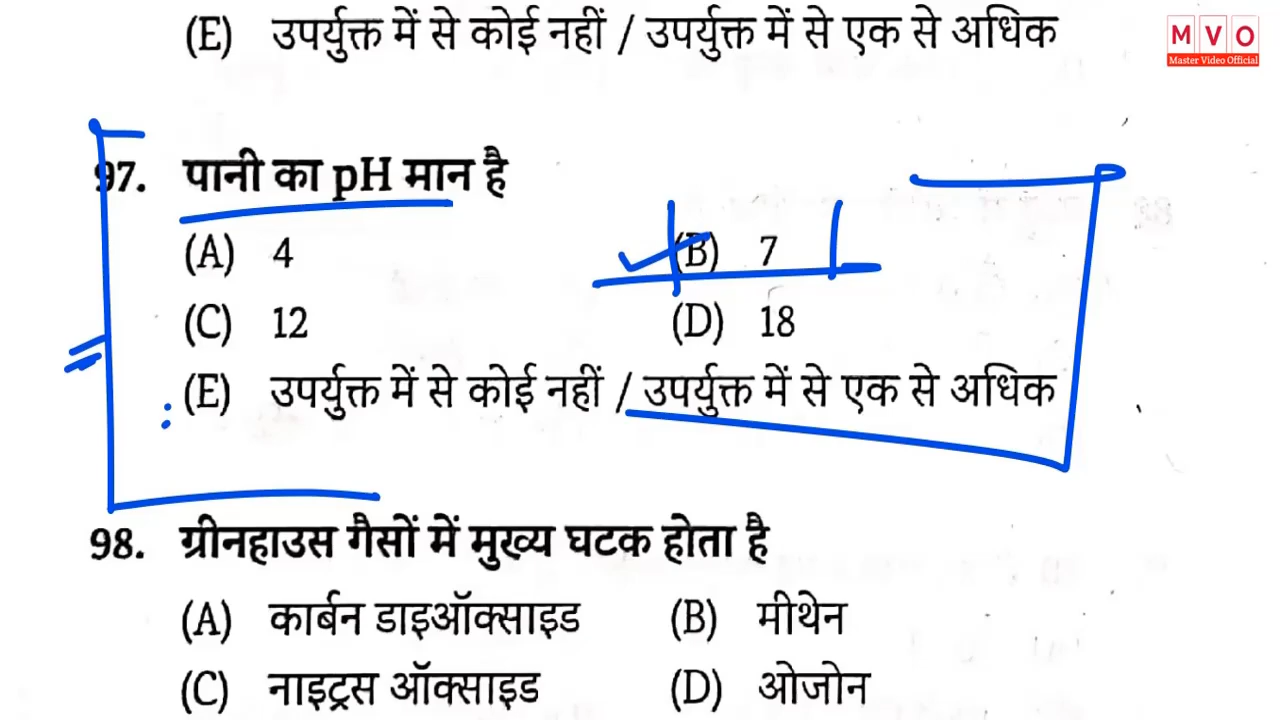 (E) उपर्युक्त में से कोई नहीं / उपर्युक्त में से एक से अधिक
MVO
Master Video Official
97. पानी का pH मान है
(A) 4 (B) 7
(C) 12 (D) 18
(E) उपर्युक्त में से कोई नहीं / उपर्युक्त में से एक से अधिक
98. ग्रीनहाउस गैसों में मुख्य घटक होता है
(A) कार्बन डाइऑक्साइड (B) मीथेन
(C) नाइट्रस ऑक्साइड (D) ओजोन